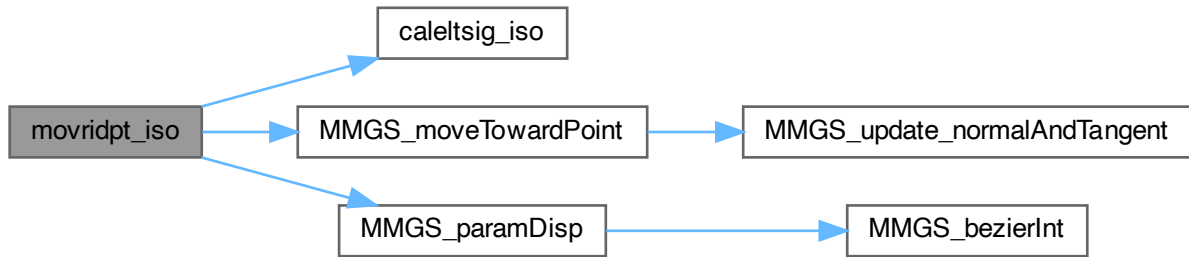 caleltsig_iso
movridpt_iso
MMGS_moveTowardPoint
MMGS_update_normalAndTangent
MMGS_paramDisp
MMGS_bezierInt